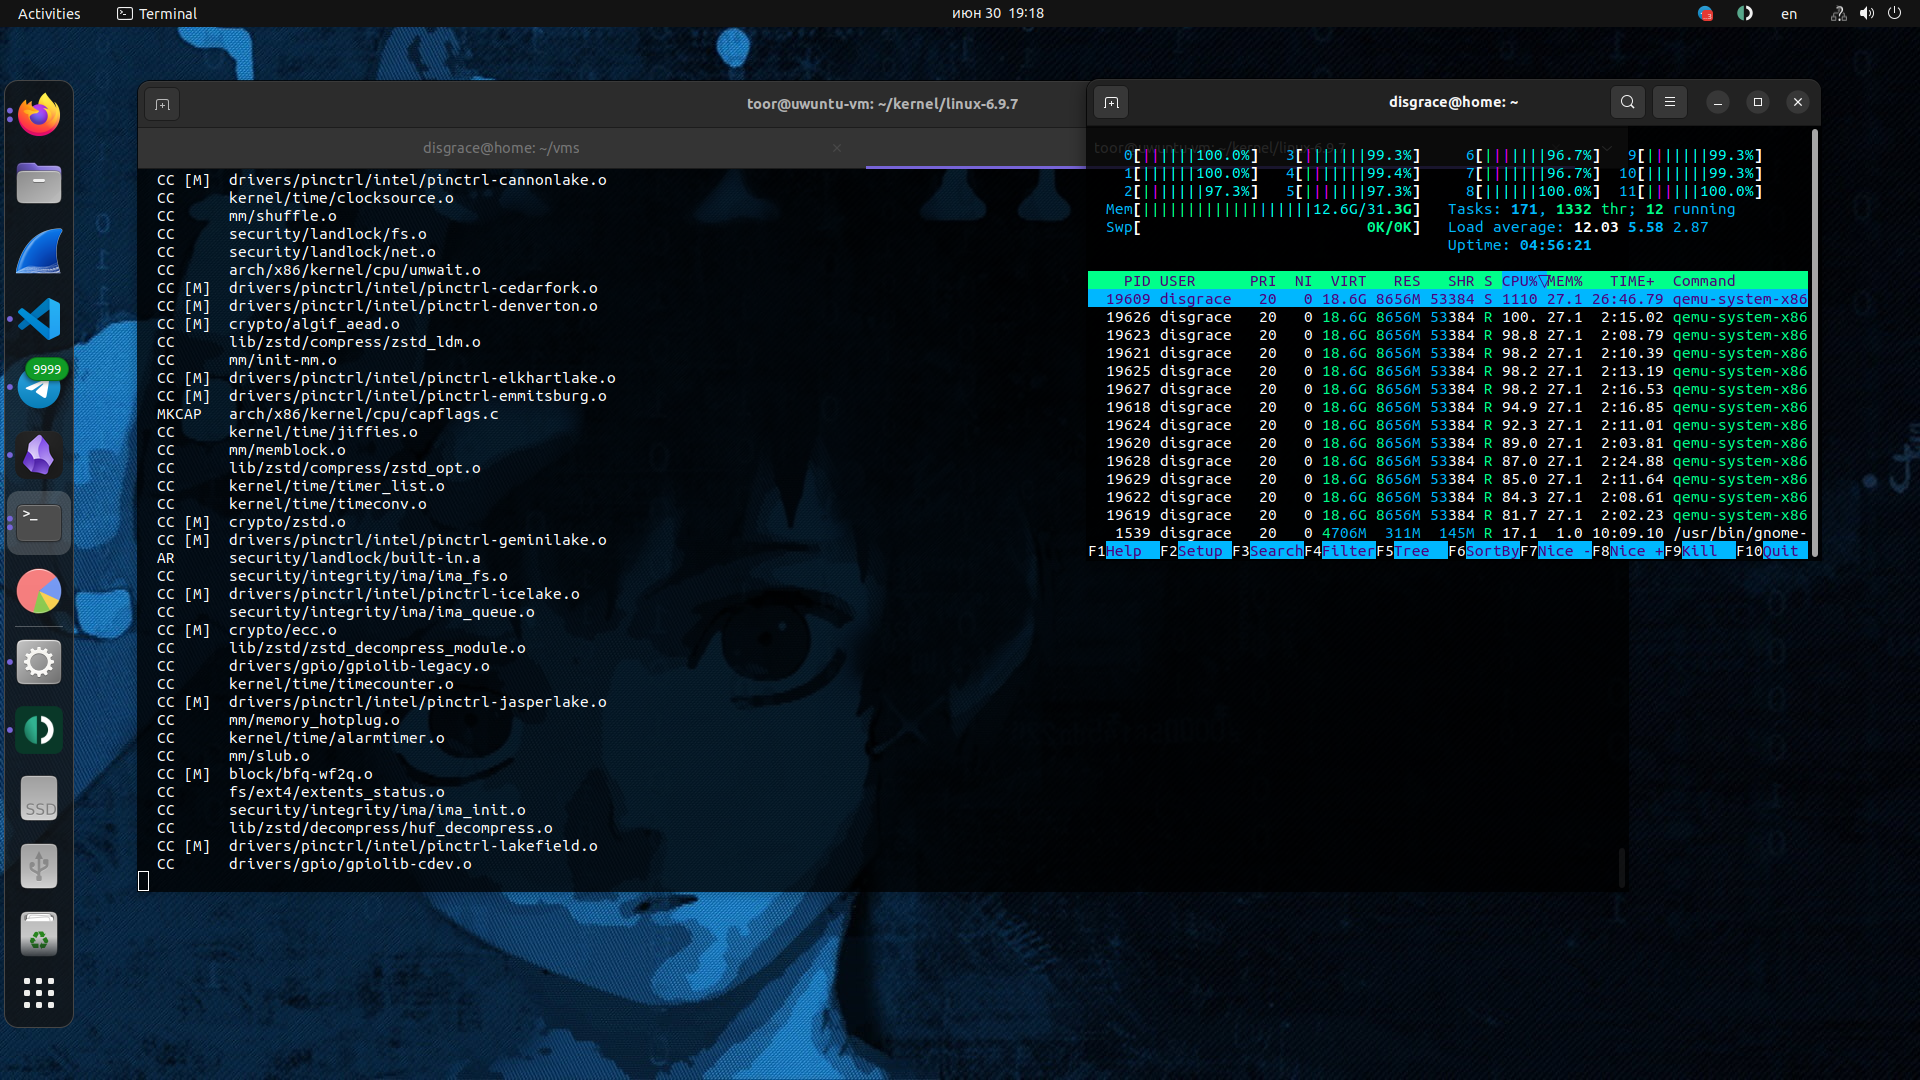 Activities
Terminal
июн 30 19:18
en
toor@uwuntu-vm: ~/kernel/linux-6.9.7
disgrace@home: ~/vms
CC [M] drivers/pinctrl/intel/pinctrl-cannonlake.o
CC kernel/time/clocksource.o
CC mm/shuffle.o
CC security/landlock/fs.o
CC security/landlock/net.o
CC arch/x86/kernel/cpu/umwait.o
CC [M] drivers/pinctrl/intel/pinctrl-cedarfork.o
CC [M] drivers/pinctrl/intel/pinctrl-denverton.o
CC [M] crypto/algif_aead.o
CC lib/zstd/compress/zstd_ldm.o
CC mm/init-mm.o
CC [M] drivers/pinctrl/intel/pinctrl-elkhartlake.o
CC [M] drivers/pinctrl/intel/pinctrl-emmitsburg.o
MKCAP arch/x86/kernel/cpu/capflags.c
CC kernel/time/jiffies.o
CC mm/memblock.o
CC lib/zstd/compress/zstd_opt.o
CC kernel/time/timer_list.o
CC kernel/time/timeconv.o
CC [M] crypto/zstd.o
CC [M] drivers/pinctrl/intel/pinctrl-geminilake.o
AR security/landlock/built-in.a
CC security/integrity/ima/ima_fs.o
CC [M] drivers/pinctrl/intel/pinctrl-icelake.o
CC security/integrity/ima/ima_queue.o
CC [M] crypto/ecc.o
CC lib/zstd/zstd_decompress_module.o
CC drivers/gpio/gpiolib-legacy.o
CC kernel/time/timecounter.o
CC [M] drivers/pinctrl/intel/pinctrl-jasperlake.o
CC mm/memory_hotplug.o
CC kernel/time/alarmtimer.o
CC mm/slub.o
CC [M] block/bfq-wf2q.o
CC fs/ext4/extents_status.o
CC security/integrity/ima/ima_init.o
CC lib/zstd/decompress/huf_decompress.o
CC [M] drivers/pinctrl/intel/pinctrl-lakefield.o
CC drivers/gpio/gpiolib-cdev.o
disgrace@home: ~
toor@uwuntu-vm: ~/kernel/linux-6.9.7
0[||||||100.0%] 3[|||||||99.3%] 6[|||||||96.7%] 9[|||||||99.3%]
1[||||||100.0%] 4[|||||||99.4%] 7[|||||||96.7%] 10[|||||||99.3%]
2[|||||||97.3%] 5[|||||||97.3%] 8[||||||100.0%] 11[||||||100.0%]
Mem[|||||||||||||||||||12.6G/31.3G] Tasks: 171, 1332 thr; 12 running
Swp[ 0K/0K] Load average: 12.03 5.58 2.87
Uptime: 04:56:21
PID USER PRI NI VIRT RES SHR S CPU%▽MEM% TIME+ Command
19609 disgrace 20 0 18.6G 8656M 53384 S 1110 27.1 26:46.79 qemu-system-x86
19626 disgrace 20 0 18.6G 8656M 53384 R 100. 27.1 2:15.02 qemu-system-x86
19623 disgrace 20 0 18.6G 8656M 53384 R 98.8 27.1 2:08.79 qemu-system-x86
19621 disgrace 20 0 18.6G 8656M 53384 R 98.2 27.1 2:10.39 qemu-system-x86
19625 disgrace 20 0 18.6G 8656M 53384 R 98.2 27.1 2:13.19 qemu-system-x86
19627 disgrace 20 0 18.6G 8656M 53384 R 98.2 27.1 2:16.53 qemu-system-x86
19618 disgrace 20 0 18.6G 8656M 53384 R 94.9 27.1 2:16.85 qemu-system-x86
19624 disgrace 20 0 18.6G 8656M 53384 R 92.3 27.1 2:11.01 qemu-system-x86
19620 disgrace 20 0 18.6G 8656M 53384 R 89.0 27.1 2:03.81 qemu-system-x86
19628 disgrace 20 0 18.6G 8656M 53384 R 87.0 27.1 2:24.88 qemu-system-x86
19629 disgrace 20 0 18.6G 8656M 53384 R 85.0 27.1 2:11.64 qemu-system-x86
19622 disgrace 20 0 18.6G 8656M 53384 R 84.3 27.1 2:08.61 qemu-system-x86
19619 disgrace 20 0 18.6G 8656M 53384 R 81.7 27.1 2:02.23 qemu-system-x86
1539 disgrace 20 0 4706M 311M 145M R 17.1 1.0 10:09.10 /usr/bin/gnome-
F1Help F2Setup F3SearchF4FilterF5Tree F6SortByF7Nice -F8Nice +F9Kill F10Quit
9999
SSD